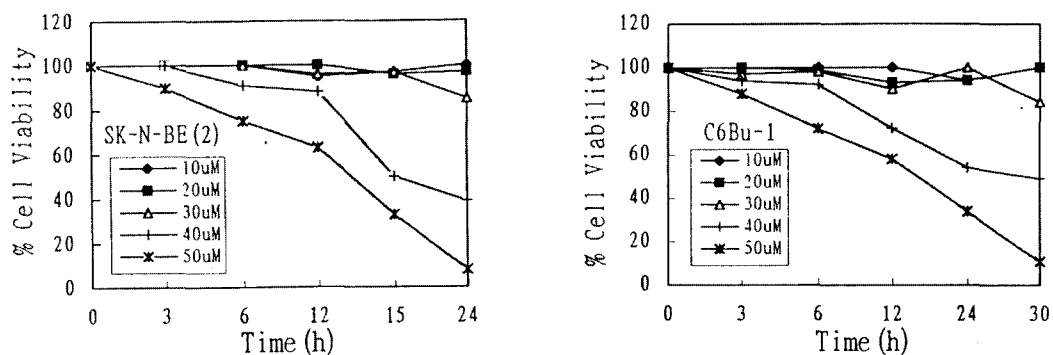 % Cell Viability
120
100
80
60
40
20
0
SK-N-BE(2)
10uM
20uM
30uM
40uM
50uM
0 3 6 12 15 24
Time(h)
% Cell Viability
120
100
80
60
40
20
0
C6Bu-1
10uM
20uM
30uM
40uM
50uM
0 3 6 12 24 30
Time(h)